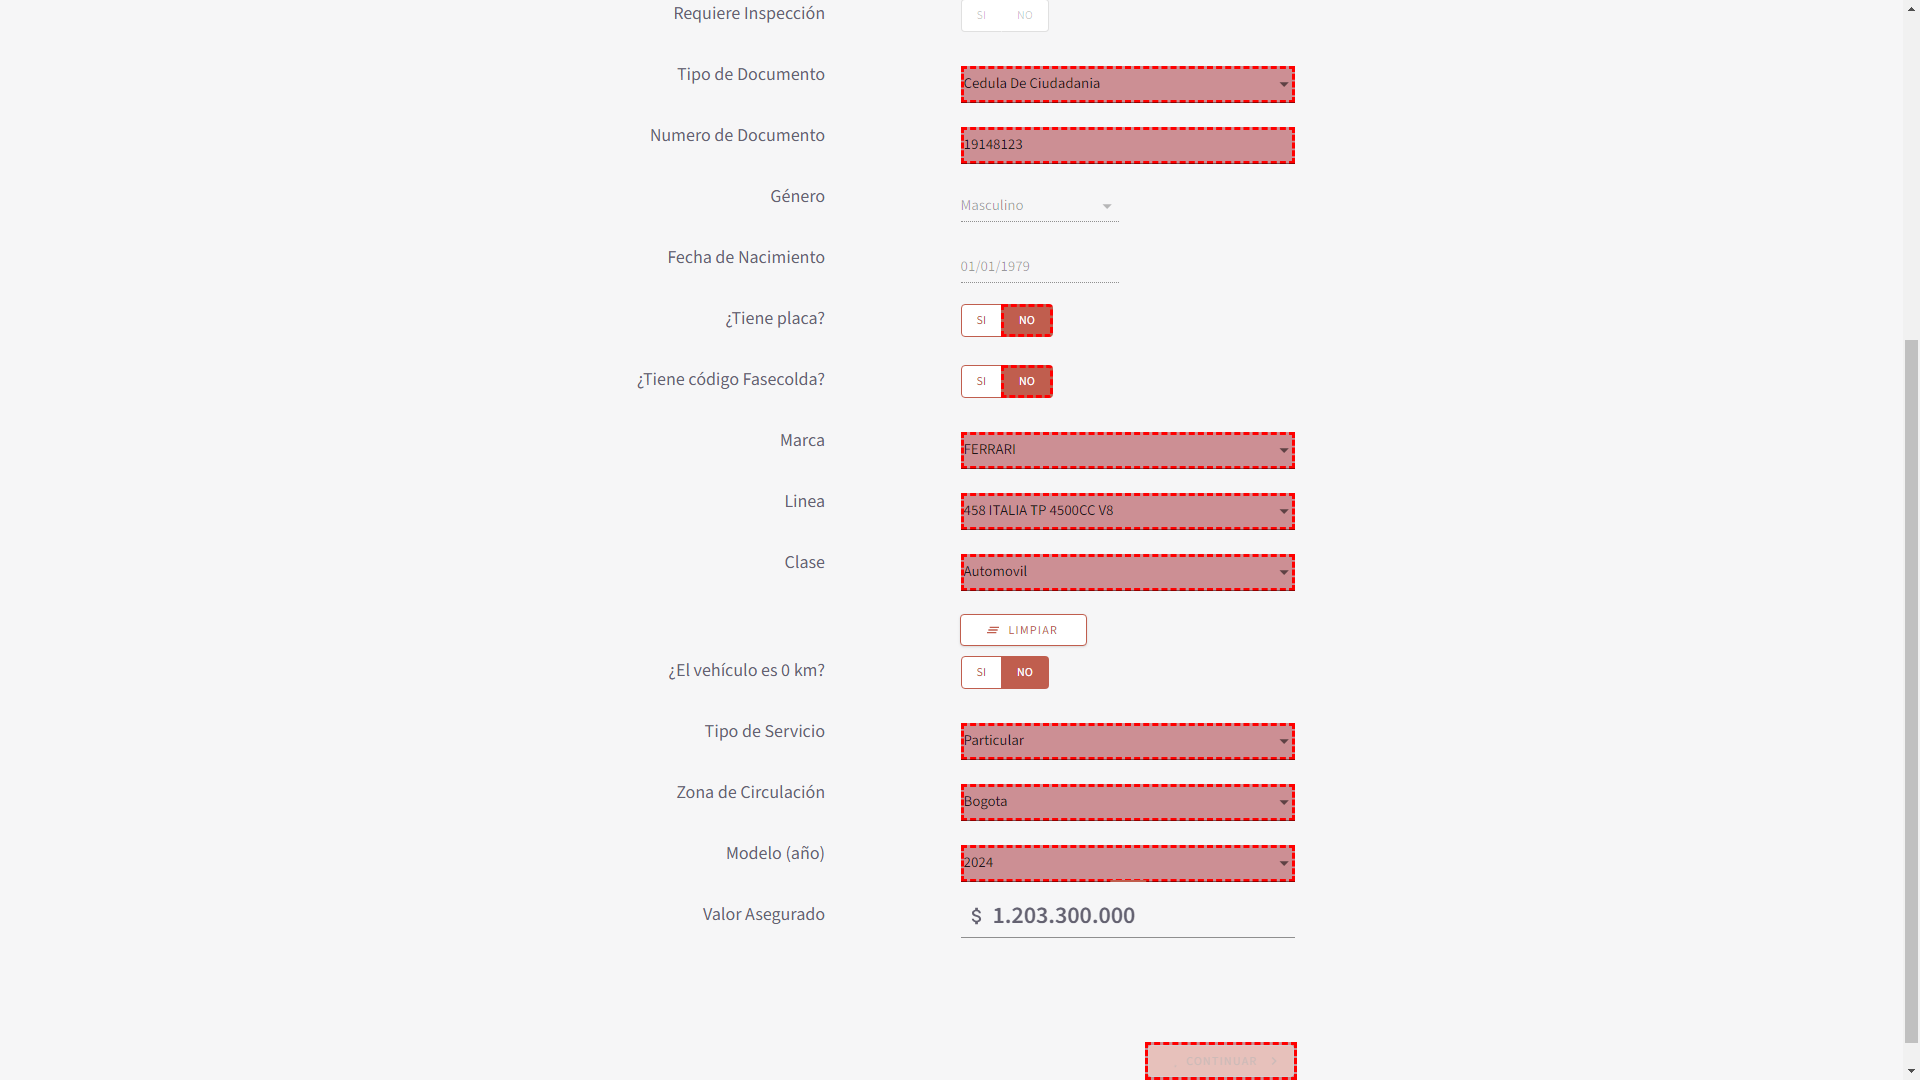 Requiere Inspección SI NO
Tipo de Documento Cedula De Ciudadania
Numero de Documento 19148123
Género Masculino
Fecha de Nacimiento 01/01/1979
¿Tiene placa? SI NO
¿Tiene código Fasecolda? SI NO
Marca FERRARI
Linea 458 ITALIA TP 4500CC V8
Clase Automovil
LIMPIAR
¿El vehículo es 0 km? SI NO
Tipo de Servicio Particular
Zona de Circulación Bogota
Modelo (año) 2024
Valor Asegurado $ 1.203.300.000
CONTINUAR